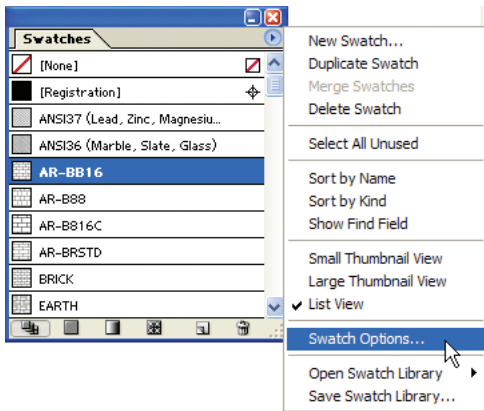 Swatches
[None]
[Registration]
ANSI37 (Lead, Zinc, Magnesiu...
ANSI36 (Marble, Slate, Glass)
AR-BB16
AR-B88
AR-B816C
AR-BRSTD
BRICK
EARTH
New Swatch...
Duplicate Swatch
Merge Swatches
Delete Swatch
Select All Unused
Sort by Name
Sort by Kind
Show Find Field
Small Thumbnail View
Large Thumbnail View
List View
Swatch Options...
Open Swatch Library
Save Swatch Library...